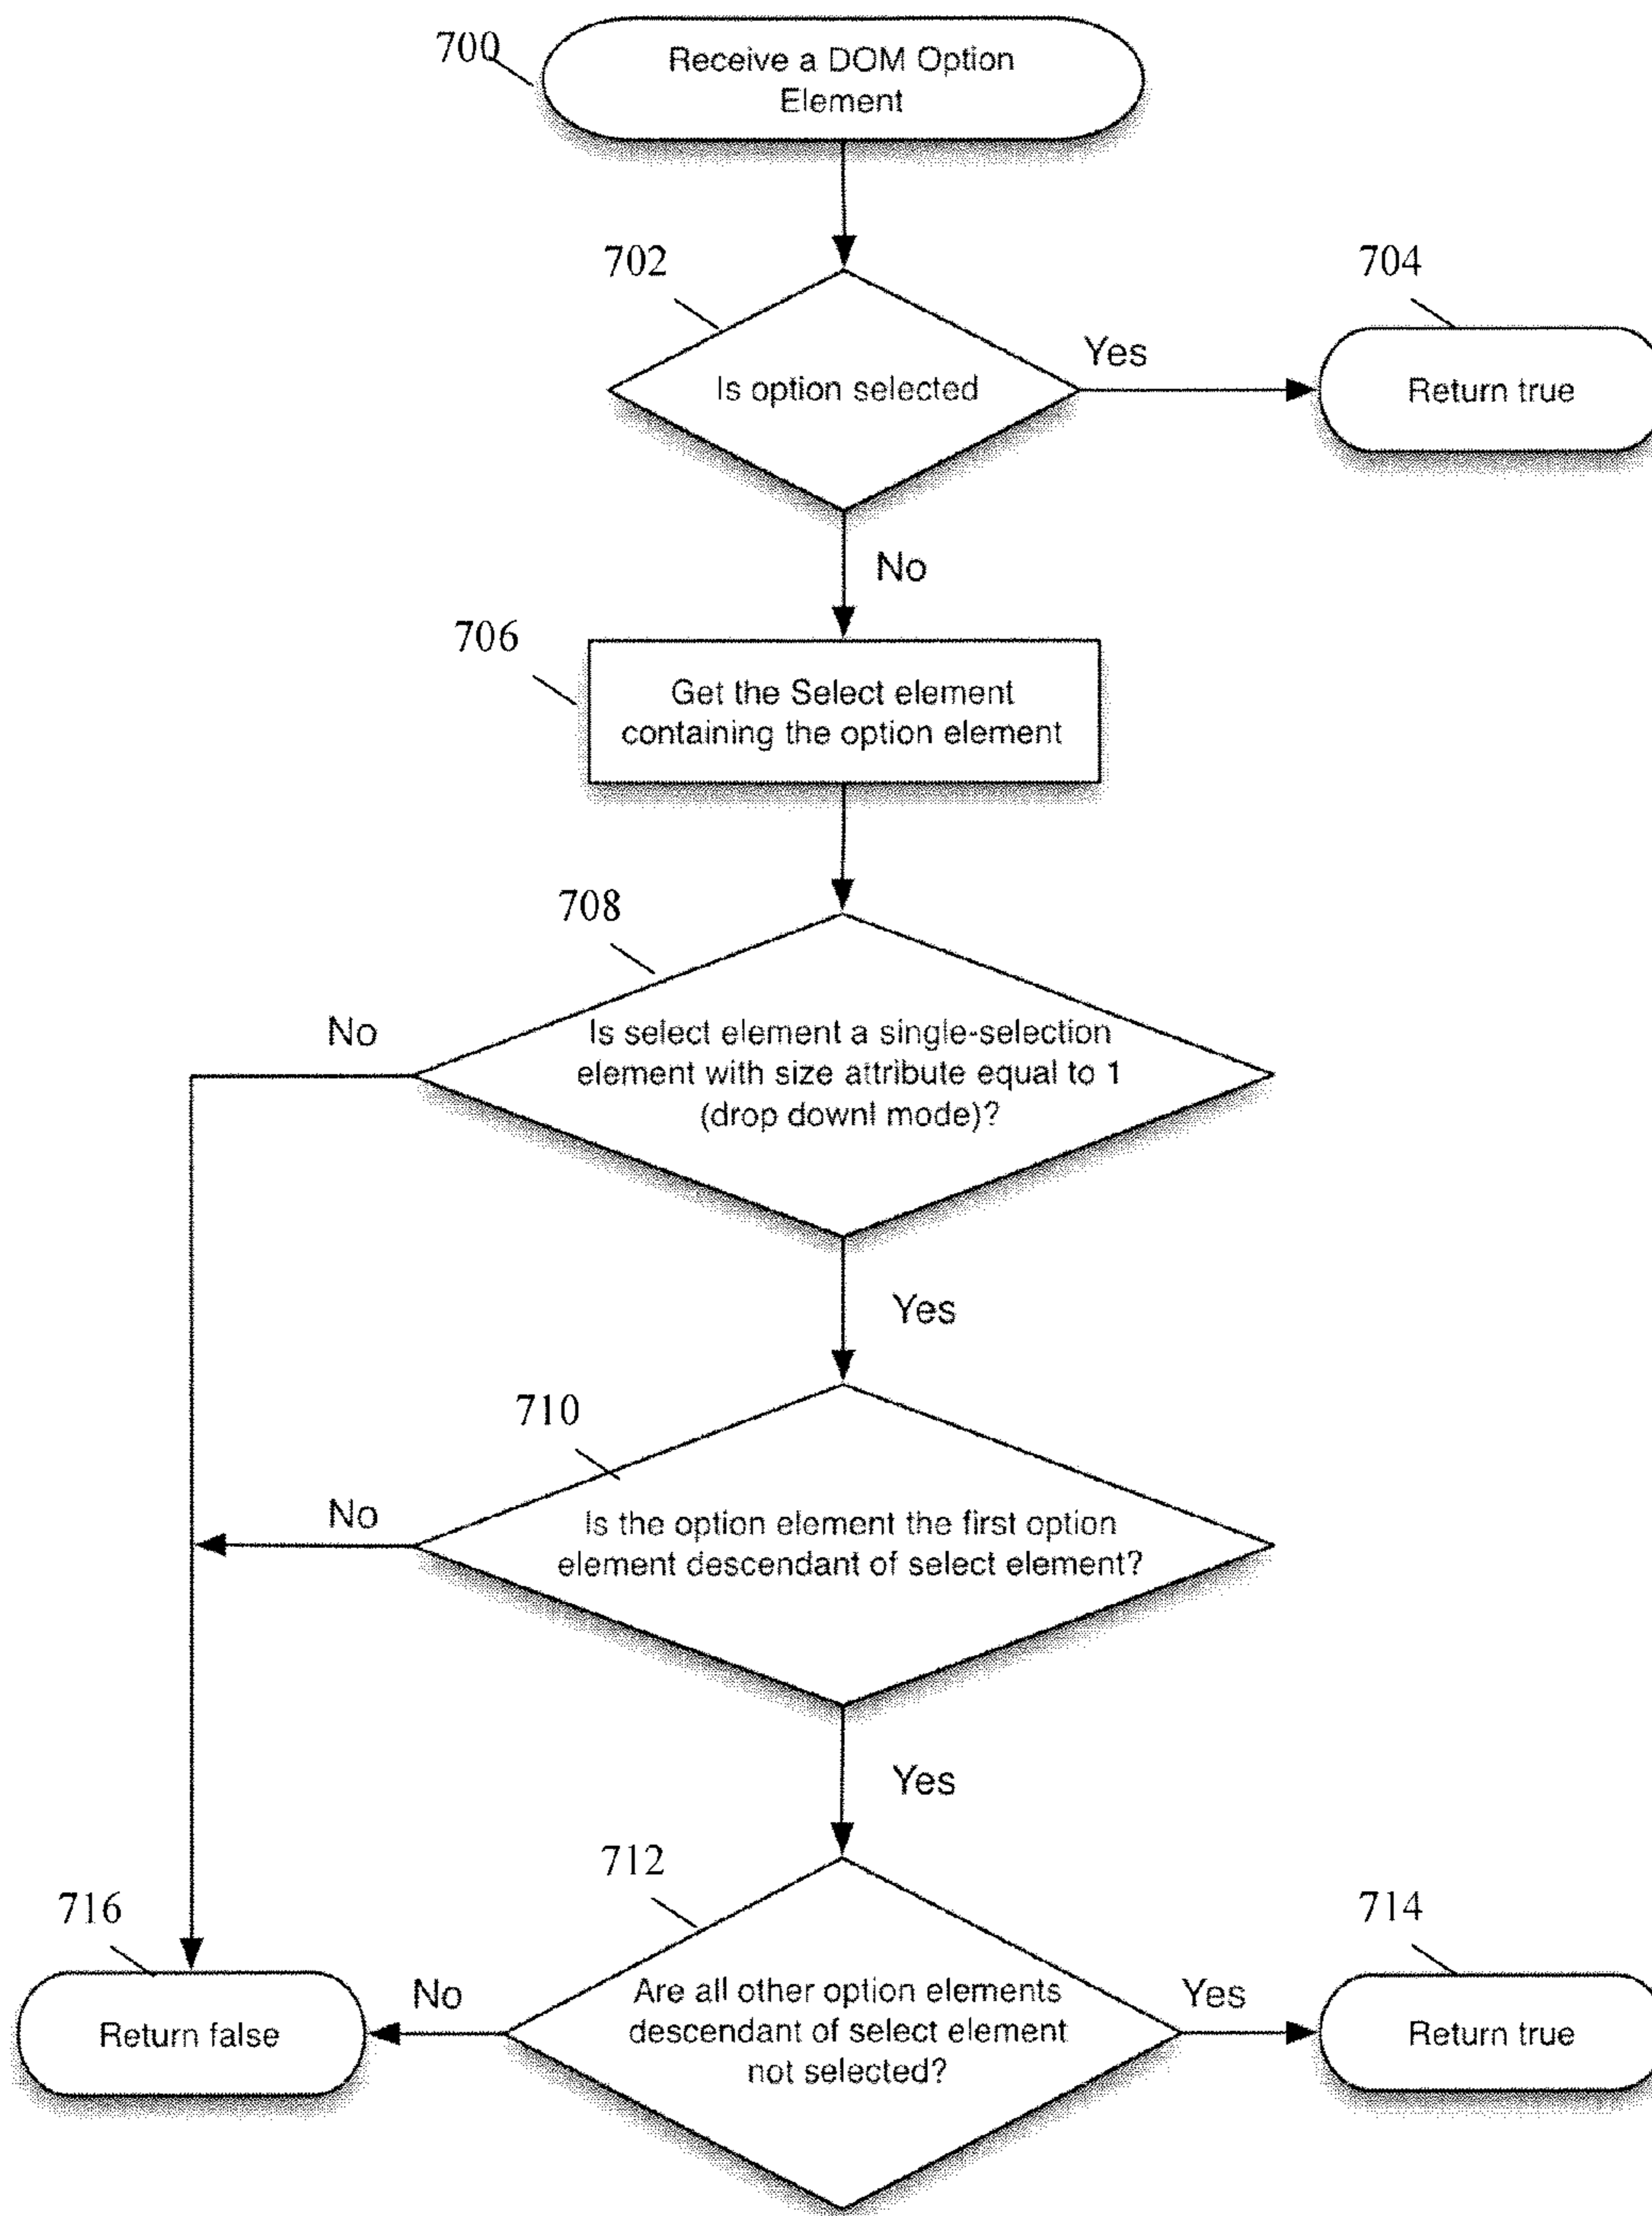 700
Receive a DOM Option
Element
702
704
Is option selected
Yes
Return true
No
706
Get the Select element
containing the option element
708
No
Is select element a single-selection
element with size attribute equal to 1
(drop downl mode)?
Yes
710
No
Is the option element the first option
element descendant of select element?
Yes
712
716
714
Return false
No
Are all other option elements
descendant of select element
not selected?
Yes
Return true